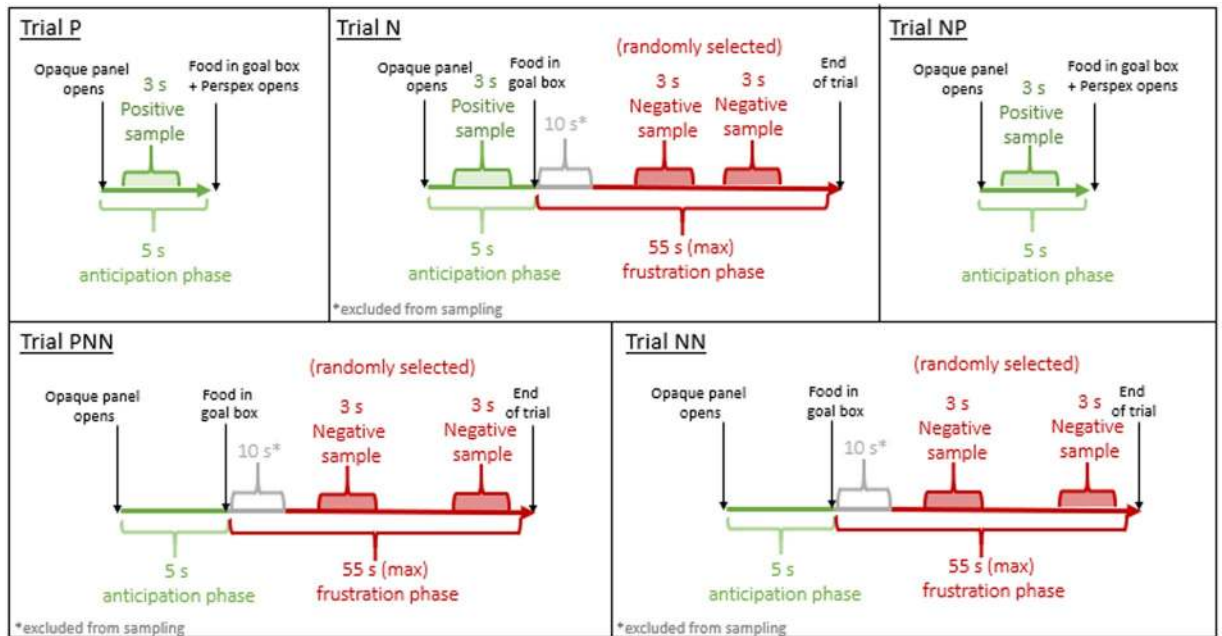 Trial P
Opaque panel
opens
3 s
Positive
sample
Food in goal box
+ Perspex opens
5 s
anticipation phase
Trial N
(randomly selected)
Opaque panel
opens
3 s
Positive
sample
Food in
goal box
10 s*
3 s
Negative
sample
3 s
Negative
sample
End
of trial
5 s
anticipation phase
55 s (max)
frustration phase
*excluded from sampling
Trial NP
Opaque panel
opens
3 s
Positive
sample
Food in goal box
+ Perspex opens
5 s
anticipation phase
Trial PNN
(randomly selected)
Opaque panel
opens
Food in
goal box
10 s*
3 s
Negative
sample
3 s
Negative
sample
End
of trial
5 s
anticipation phase
55 s (max)
frustration phase
*excluded from sampling
Trial NN
(randomly selected)
Opaque panel
opens
Food in
goal box
10 s*
3 s
Negative
sample
3 s
Negative
sample
End
of trial
5 s
anticipation phase
55 s (max)
frustration phase
*excluded from sampling